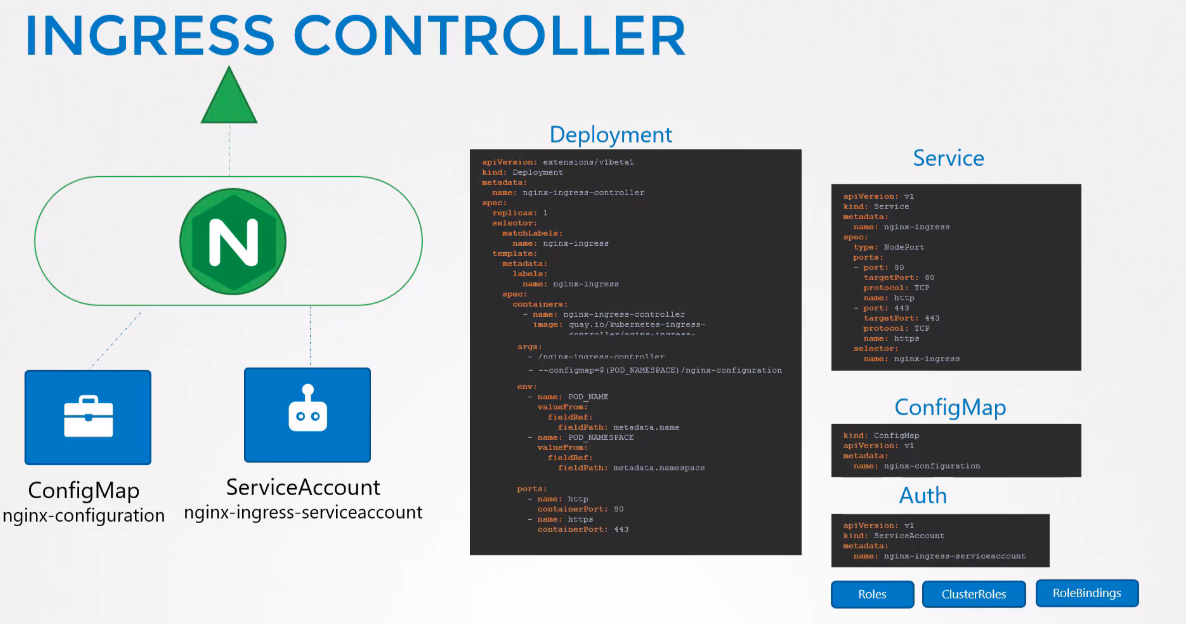 INGRESS CONTROLLER
N
ConfigMap
nginx-configuration
ServiceAccount
nginx-ingress-serviceaccount
Deployment
apiVersion: extensions/v1beta1
kind: Deployment
metadata:
  name: nginx-ingress-controller
spec:
  replicas: 1
  selector:
    matchLabels:
      name: nginx-ingress
  template:
    metadata:
      labels:
        name: nginx-ingress
    spec:
      containers:
        - name: nginx-ingress-controller
          image: quay.io/kubernetes-ingress-
                 controller/nginx-ingress-
      args:
        - /nginx-ingress-controller
        - --configmap=$(POD_NAMESPACE)/nginx-configuration
      env:
        - name: POD_NAME
          valueFrom:
            fieldRef:
              fieldPath: metadata.name
        - name: POD_NAMESPACE
          valueFrom:
            fieldRef:
              fieldPath: metadata.namespace
      ports:
        - name: http
          containerPort: 80
        - name: https
          containerPort: 443
Service
apiVersion: v1
kind: Service
metadata:
  name: nginx-ingress
spec:
  type: NodePort
  ports:
  - port: 80
    targetPort: 80
    protocol: TCP
    name: http
  - port: 443
    targetPort: 443
    protocol: TCP
    name: https
  selector:
    name: nginx-ingress
ConfigMap
kind: ConfigMap
apiVersion: v1
metadata:
  name: nginx-configuration
Auth
apiVersion: v1
kind: ServiceAccount
metadata:
  name: nginx-ingress-serviceaccount
Roles
ClusterRoles
RoleBindings